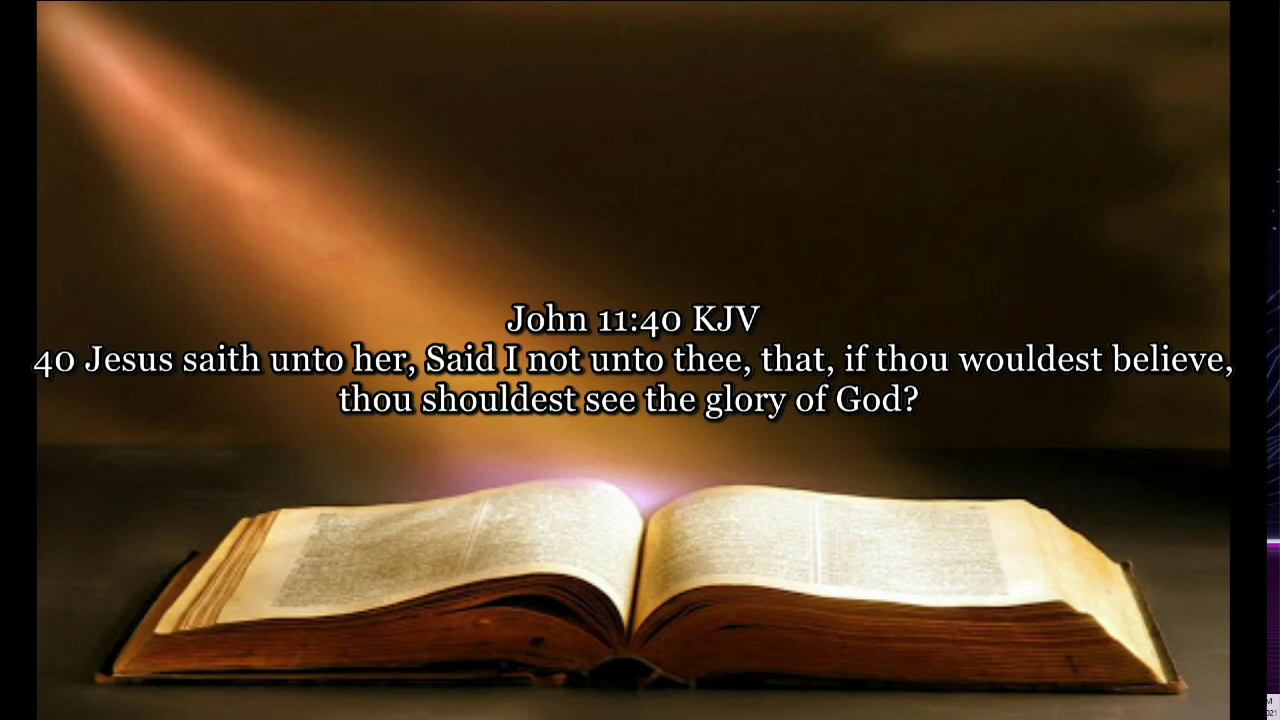 John 11:40 KJV
40 Jesus saith unto her, Said I not unto thee, that, if thou wouldest believe,
thou shouldest see the glory of God?